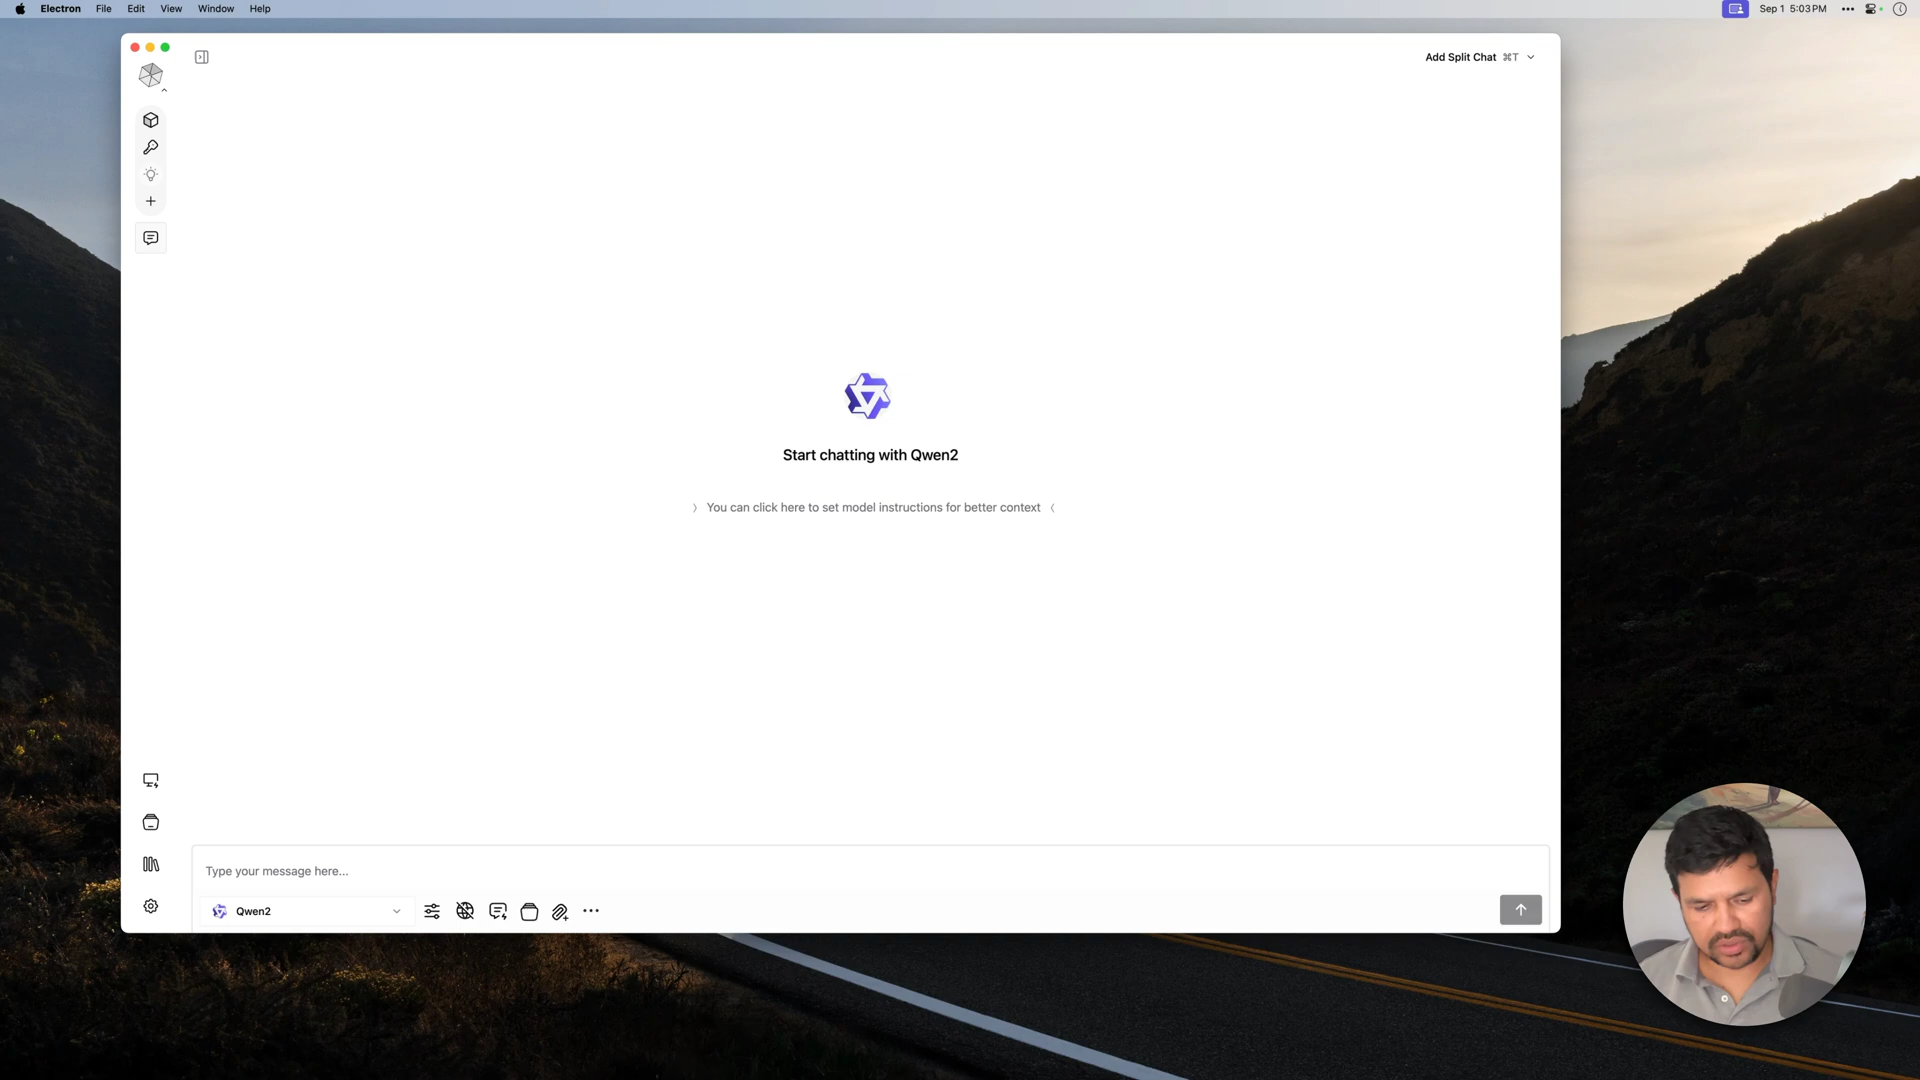 Electron File Edit View Window Help Sep 1 5:03 PM
Add Split Chat ⌘T
Start chatting with Qwen2
You can click here to set model instructions for better context
Type your message here...
Qwen2